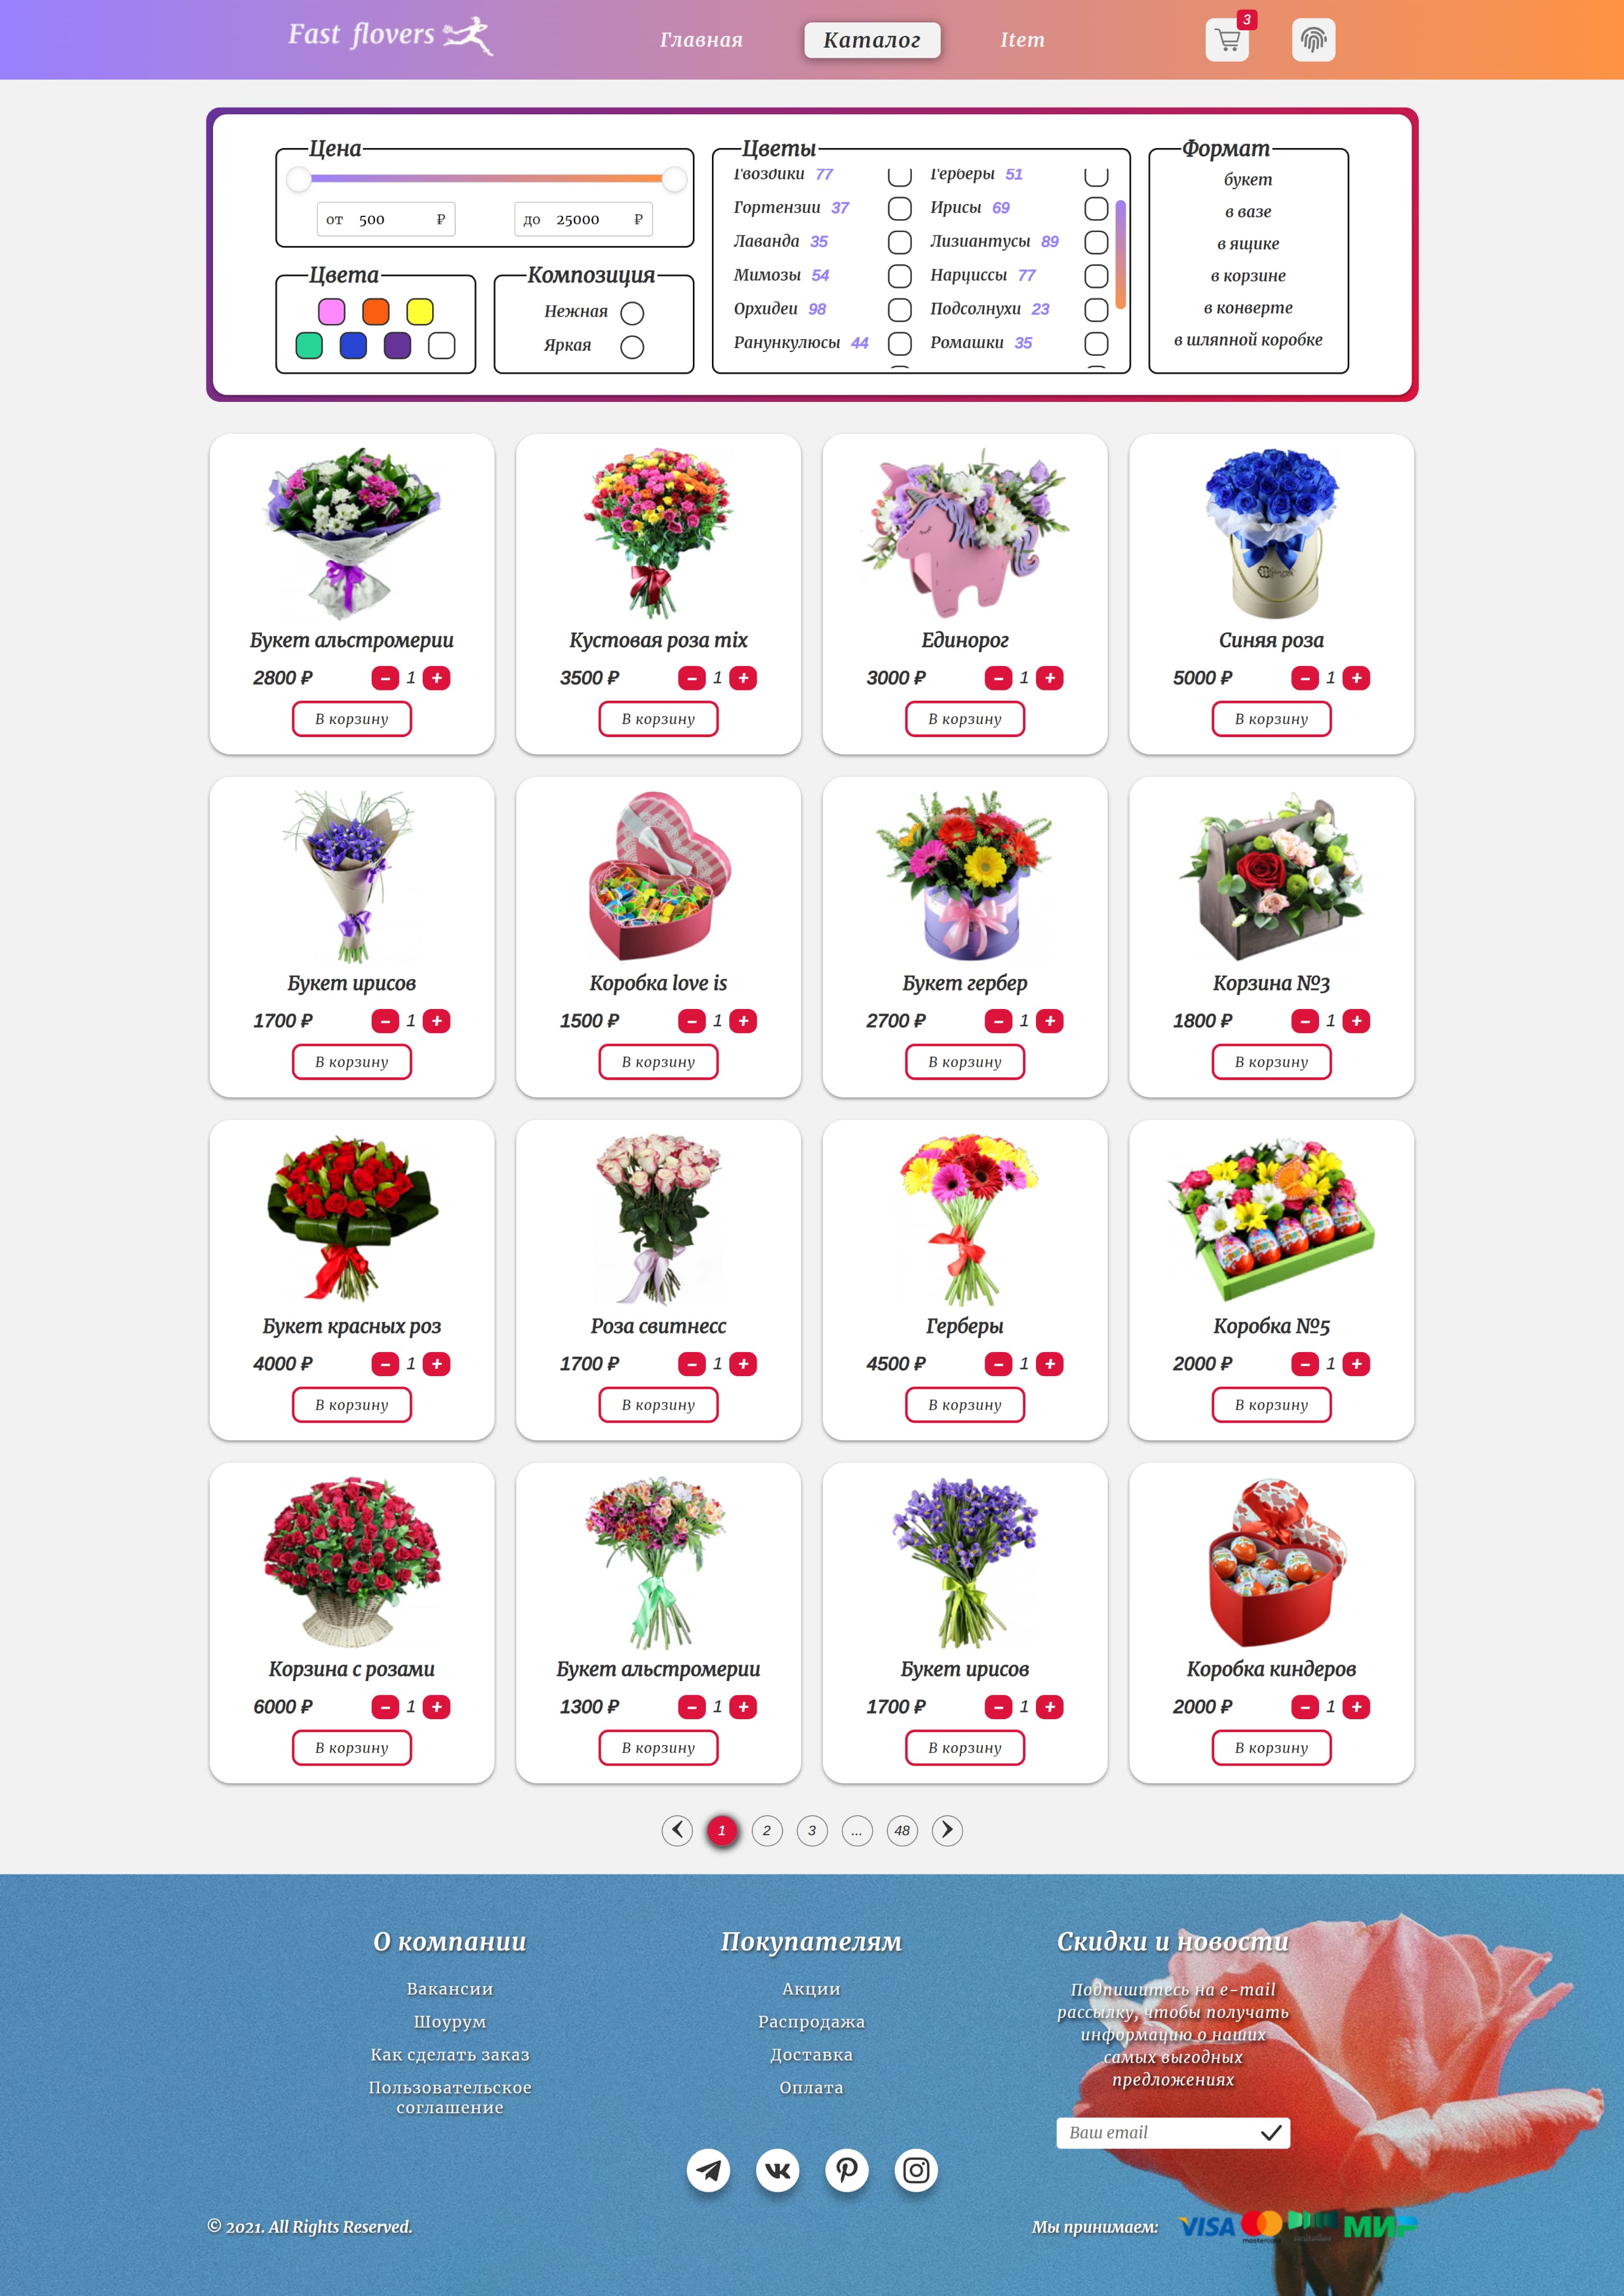 Fast flovers
Главная
Каталог
Item
3
Цена
от 500 ₽
до 25000 ₽
Цвета
Композиция
Нежная
Яркая
Цветы
Гвоздики 77
Герберы 51
Гортензии 37
Ирисы 69
Лаванда 35
Лизиантусы 89
Мимозы 54
Нарциссы 77
Орхидеи 98
Подсолнухи 23
Ранункулюсы 44
Ромашки 35
Формат
букет
в вазе
в ящике
в корзине
в конверте
в шляпной коробке
Букет альстромерии
2800 ₽ – 1 +
В корзину
Кустовая роза mix
3500 ₽ – 1 +
В корзину
Единорог
3000 ₽ – 1 +
В корзину
Синяя роза
5000 ₽ – 1 +
В корзину
Букет ирисов
1700 ₽ – 1 +
В корзину
Коробка love is
1500 ₽ – 1 +
В корзину
Букет гербер
2700 ₽ – 1 +
В корзину
Корзина №3
1800 ₽ – 1 +
В корзину
Букет красных роз
4000 ₽ – 1 +
В корзину
Роза свитнесс
1700 ₽ – 1 +
В корзину
Герберы
4500 ₽ – 1 +
В корзину
Коробка №5
2000 ₽ – 1 +
В корзину
Корзина с розами
6000 ₽ – 1 +
В корзину
Букет альстромерии
1300 ₽ – 1 +
В корзину
Букет ирисов
1700 ₽ – 1 +
В корзину
Коробка киндеров
2000 ₽ – 1 +
В корзину
1 2 3 ... 48
О компании
Вакансии
Шоурум
Как сделать заказ
Пользовательское
соглашение
Покупателям
Акции
Распродажа
Доставка
Оплата
Скидки и новости
Подпишитесь на e-mail
рассылку, чтобы получать
информацию о наших
самых выгодных
предложениях
Ваш email
© 2021. All Rights Reserved.
Мы принимаем:
VISA
mastercard
МИР